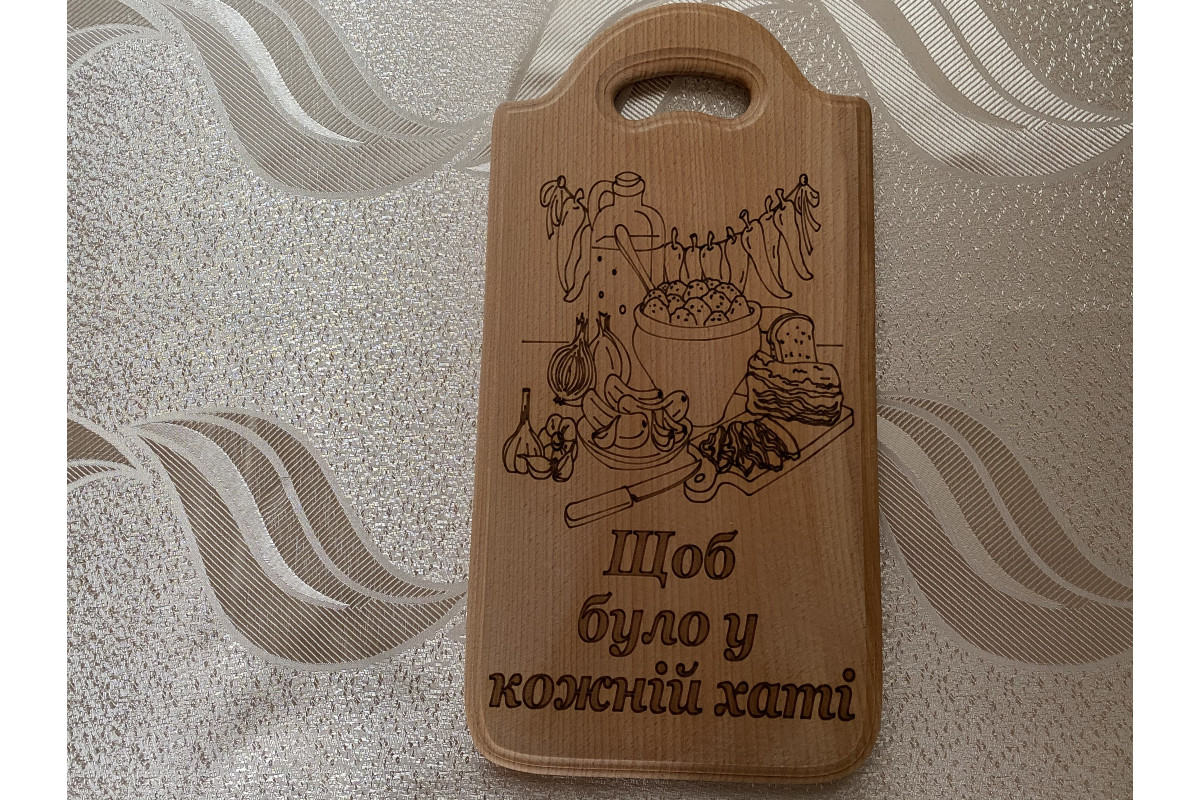 Щоб
було у
кожній хаті